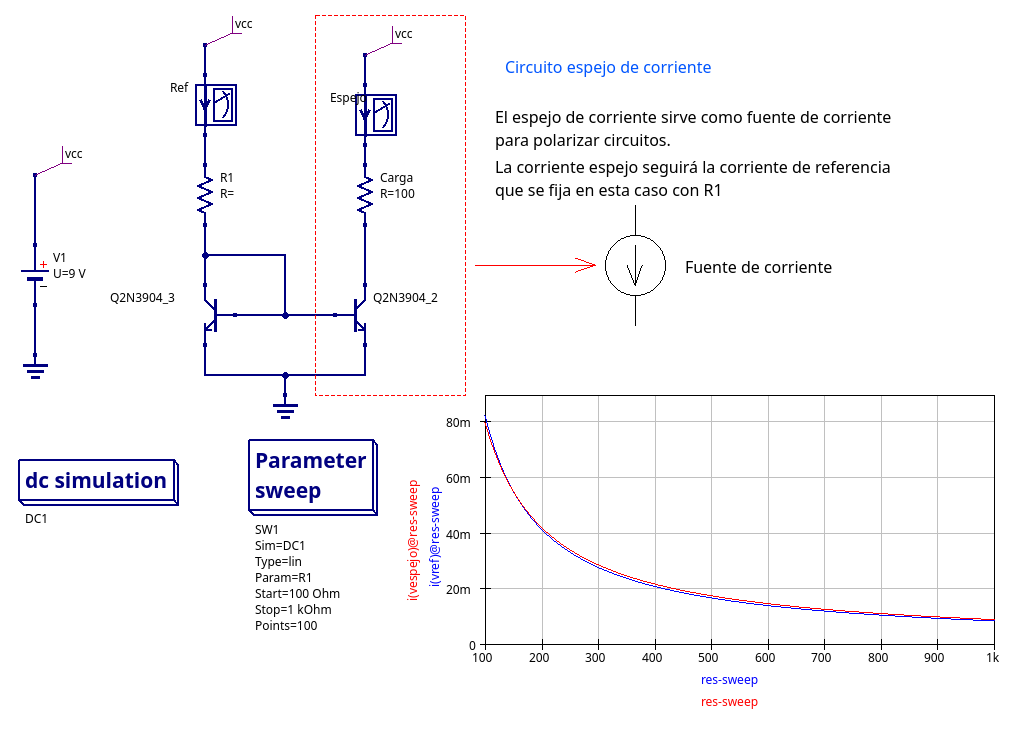 vcc
vcc
Ref
Espejo
Circuito espejo de corriente
El espejo de corriente sirve como fuente de corriente
para polarizar circuitos.
La corriente espejo seguirá la corriente de referencia
que se fija en esta caso con R1
vcc
R1
R=
Carga
R=100
V1
U=9 V
+
−
Fuente de corriente
Q2N3904_3
Q2N3904_2
dc simulation
DC1
Parameter
sweep
SW1
Sim=DC1
Type=lin
Param=R1
Start=100 Ohm
Stop=1 kOhm
Points=100
i(vespejo)@res-sweep
i(vref)@res-sweep
80m
60m
40m
20m
0
100 200 300 400 500 600 700 800 900 1k
res-sweep
res-sweep